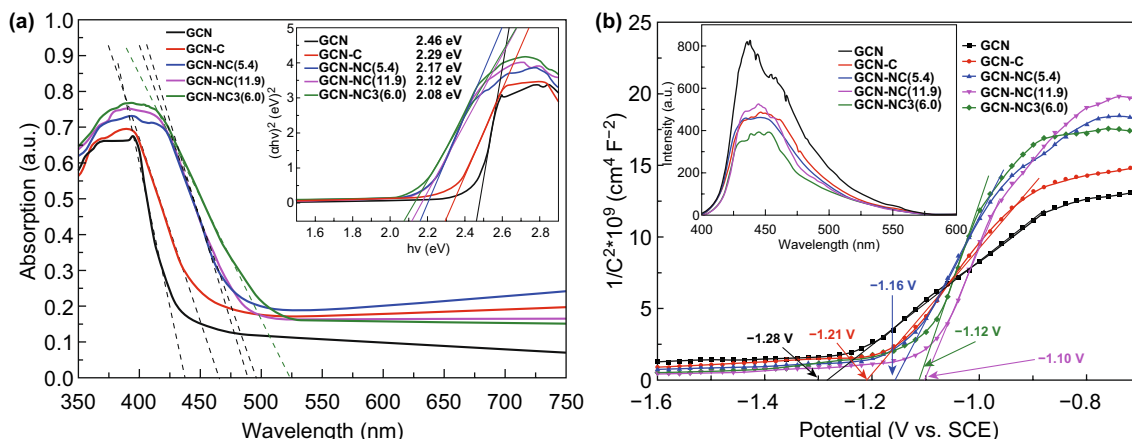 (a)
Absorption (a.u.)
1.0
0.9
0.8
0.7
0.6
0.5
0.4
0.3
0.2
0.1
0.0
350 400 450 500 550 600 650 700 750
Wavelength (nm)
GCN
GCN-C
GCN-NC(5.4)
GCN-NC(11.9)
GCN-NC3(6.0)
(αhν)² (eV)²
5
4
3
2
1
0
GCN 2.46 eV
GCN-C 2.29 eV
GCN-NC(5.4) 2.17 eV
GCN-NC(11.9) 2.12 eV
GCN-NC3(6.0) 2.08 eV
1.6 1.8 2.0 2.2 2.4 2.6 2.8
hν (eV)
(b)
1/C²*10⁹ (cm⁴ F⁻²)
25
20
15
10
5
0
−1.6 −1.4 −1.2 −1.0 −0.8
Potential (V vs. SCE)
GCN
GCN-C
GCN-NC(5.4)
GCN-NC(11.9)
GCN-NC3(6.0)
Intensity (a.u.)
800
600
400
200
0
GCN
GCN-C
GCN-NC(5.4)
GCN-NC(11.9)
GCN-NC3(6.0)
400 450 500 550 600
Wavelength (nm)
−1.16 V
−1.28 V
−1.21 V
−1.12 V
−1.10 V